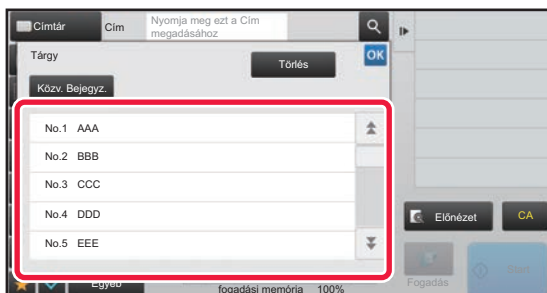 Címtár
Cím
Nyomja meg ezt a Cím
megadásához
Tárgy
Törlés
OK
Közv. Bejegyz.
No.1 AAA
No.2 BBB
No.3 CCC
No.4 DDD
No.5 EEE
Előnézet
CA
Egyéb
fogadási memória 100%
Fogadás
Start